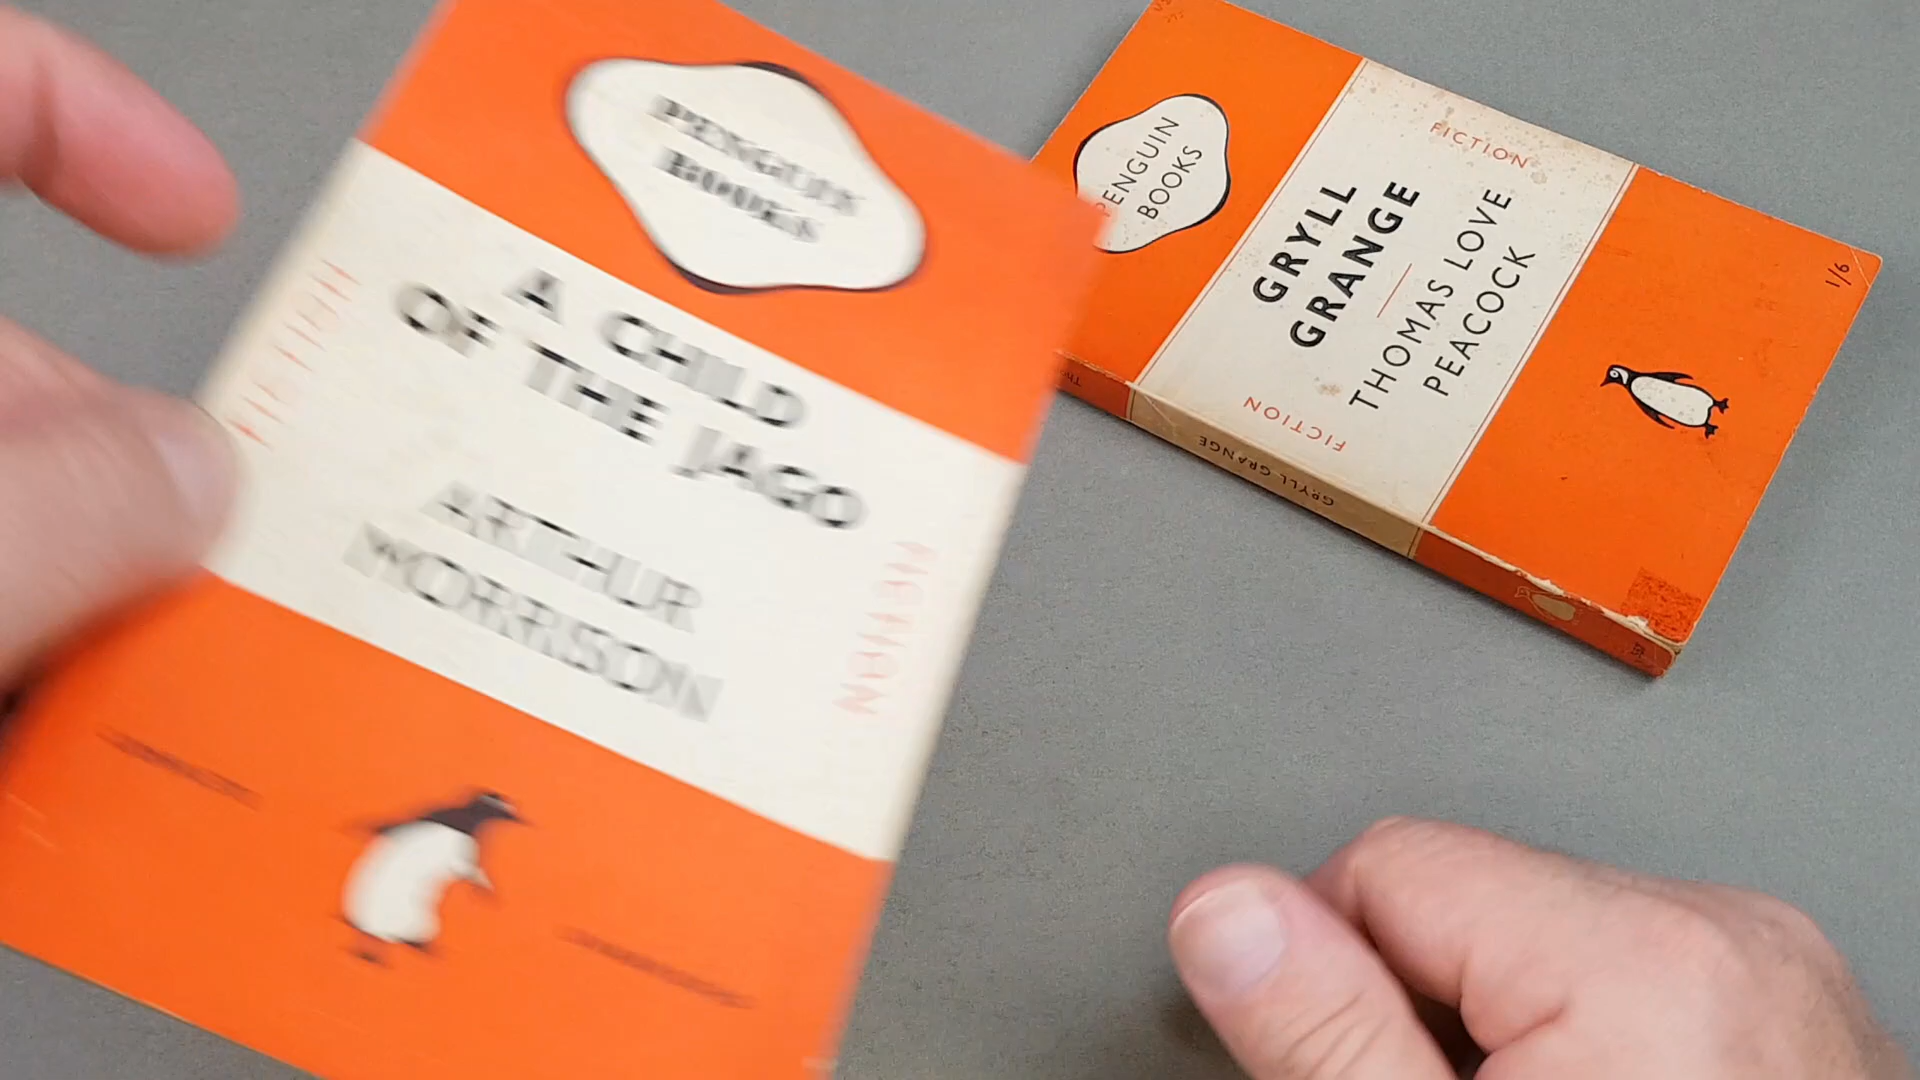 PENGUIN
BOOKS
A CHILD
OF THE JAGO
ARTHUR
MORRISON
FICTION
FICTION
PENGUIN
BOOKS
FICTION
GRYLL
GRANGE
THOMAS LOVE
PEACOCK
FICTION
1/6
GRYLL GRANGE